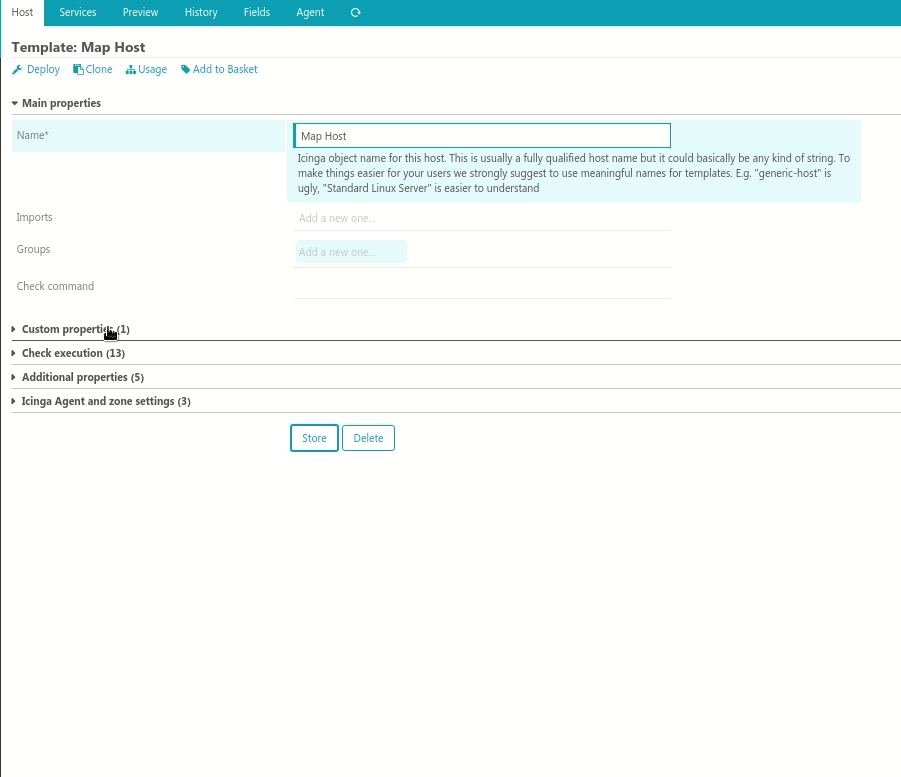 Host Services Preview History Fields Agent
Template: Map Host
Deploy Clone Usage Add to Basket
Main properties
Name* Map Host
Icinga object name for this host. This is usually a fully qualified host name but it could basically be any kind of string. To
make things easier for your users we strongly suggest to use meaningful names for templates. E.g. "generic-host" is
ugly, "Standard Linux Server" is easier to understand
Imports Add a new one...
Groups Add a new one...
Check command
Custom properties (1)
Check execution (13)
Additional properties (5)
Icinga Agent and zone settings (3)
Store Delete